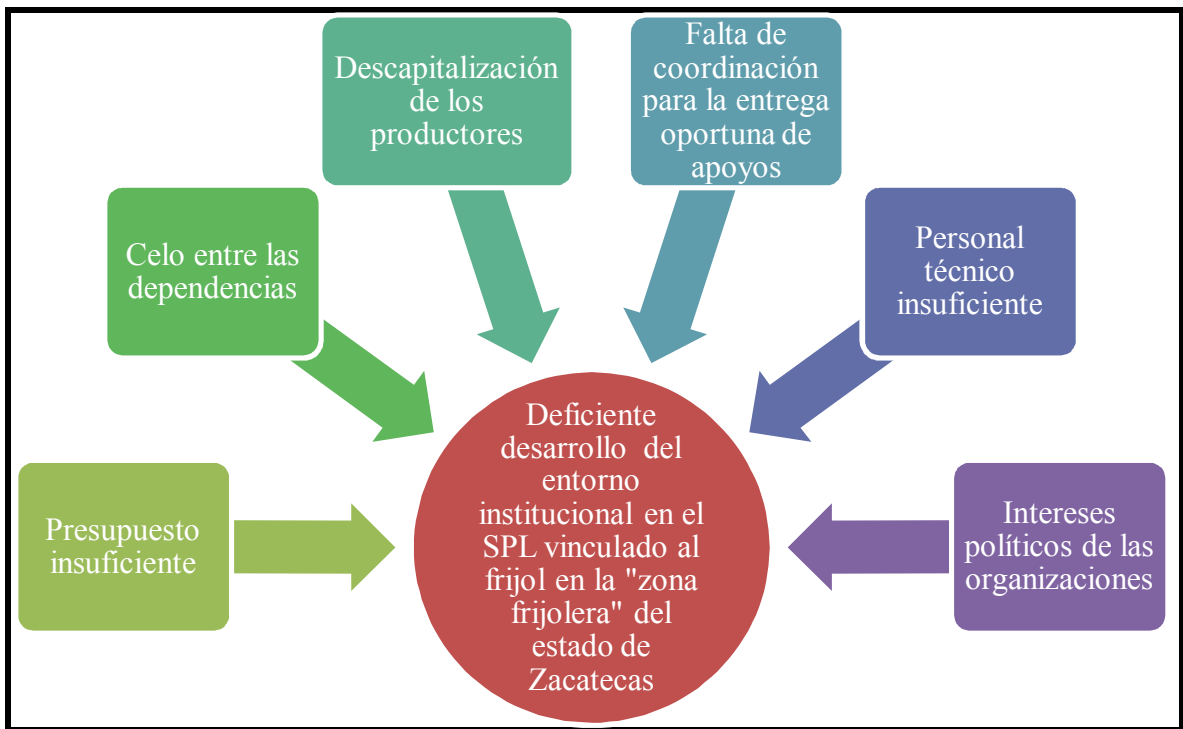 Descapitalización
de los
productores
Falta de
coordinación
para la entrega
oportuna de
apoyos
Celo entre las
dependencias
Personal
técnico
insuficiente
Presupuesto
insuficiente
Deficiente
desarrollo del
entorno
institucional en el
SPL vinculado al
frijol en la "zona
frijolera" del
estado de
Zacatecas
Intereses
políticos de las
organizaciones